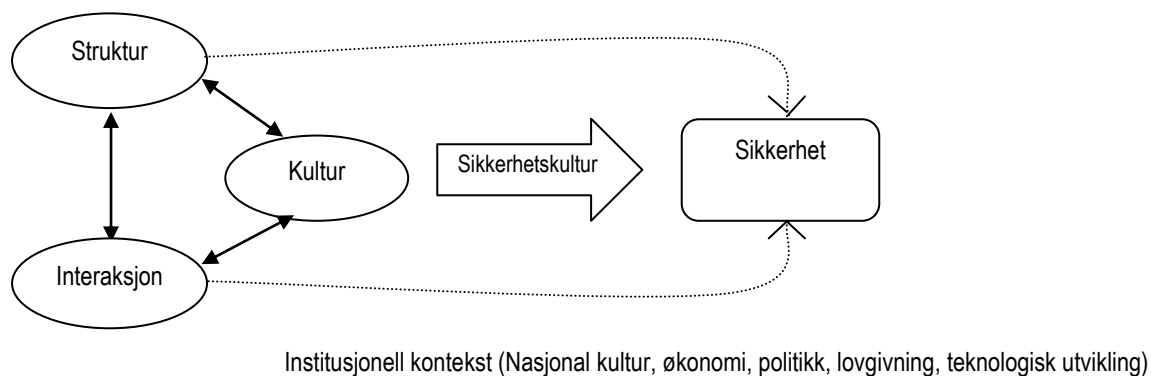 Struktur
Kultur
Sikkerhetskultur
Sikkerhet
Interaksjon
Institusjonell kontekst (Nasjonal kultur, økonomi, politikk, lovgivning, teknologisk utvikling)